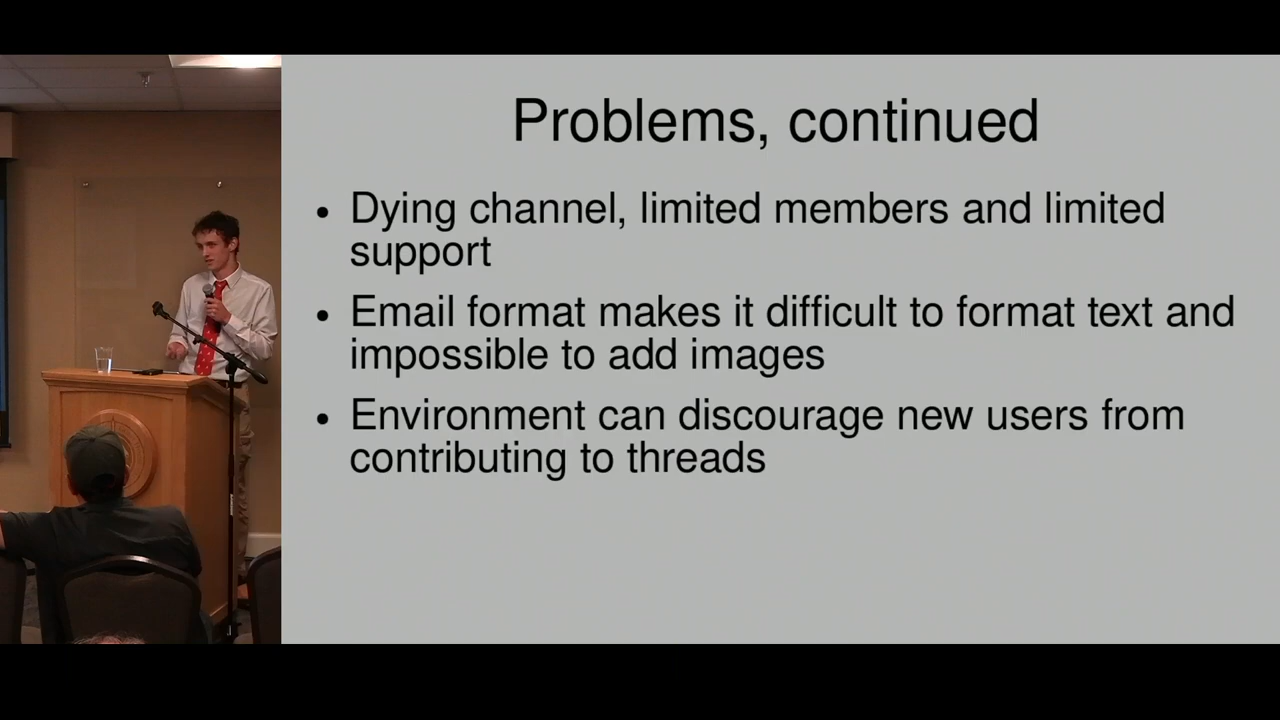 Problems, continued
• Dying channel, limited members and limited
support
• Email format makes it difficult to format text and
impossible to add images
• Environment can discourage new users from
contributing to threads